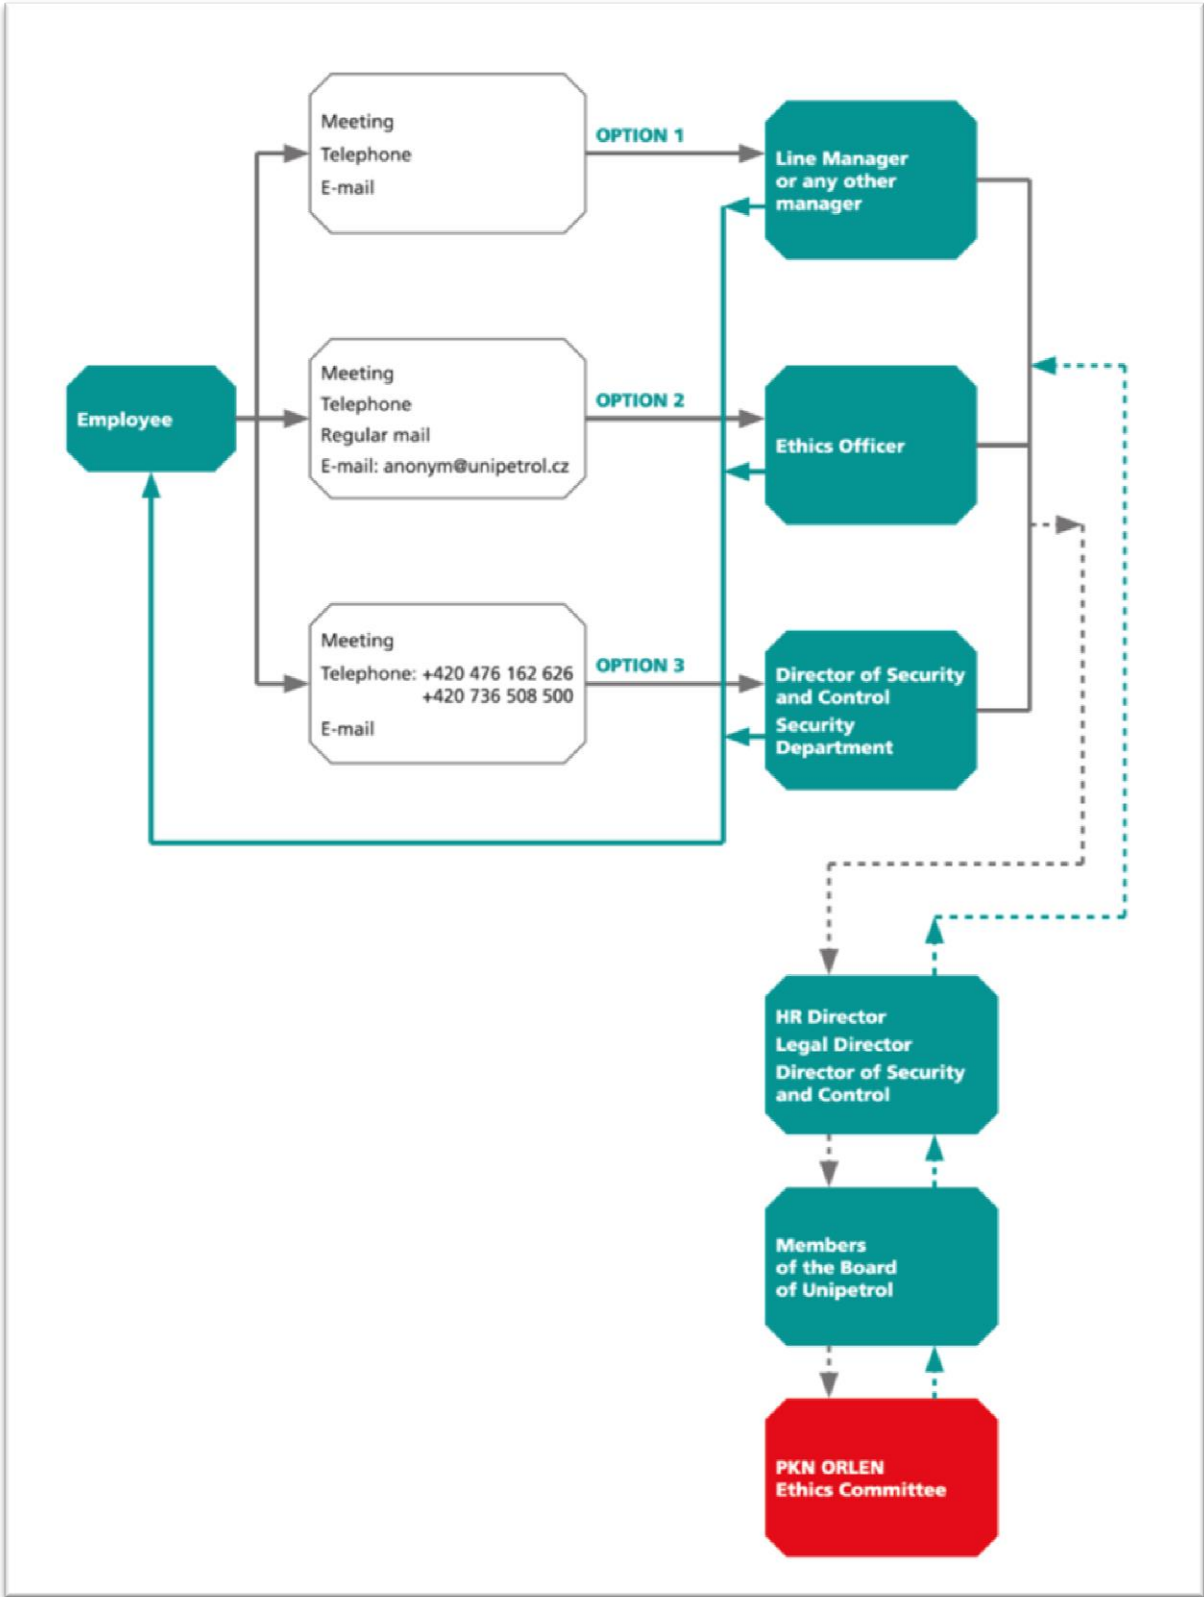 Meeting
Telephone
E-mail
OPTION 1
Line Manager
or any other
manager
Employee
Meeting
Telephone
Regular mail
E-mail: anonym@unipetrol.cz
OPTION 2
Ethics Officer
Meeting
Telephone: +420 476 162 626
+420 736 508 500
E-mail
OPTION 3
Director of Security
and Control
Security
Department
HR Director
Legal Director
Director of Security
and Control
Members
of the Board
of Unipetrol
PKN ORLEN
Ethics Committee